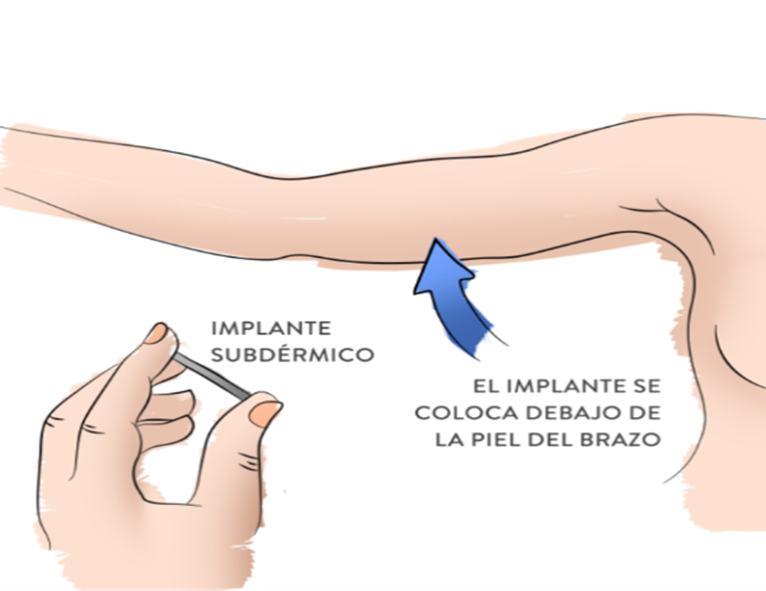 IMPLANTE
SUBDÉRMICO
EL IMPLANTE SE
COLOCA DEBAJO DE
LA PIEL DEL BRAZO